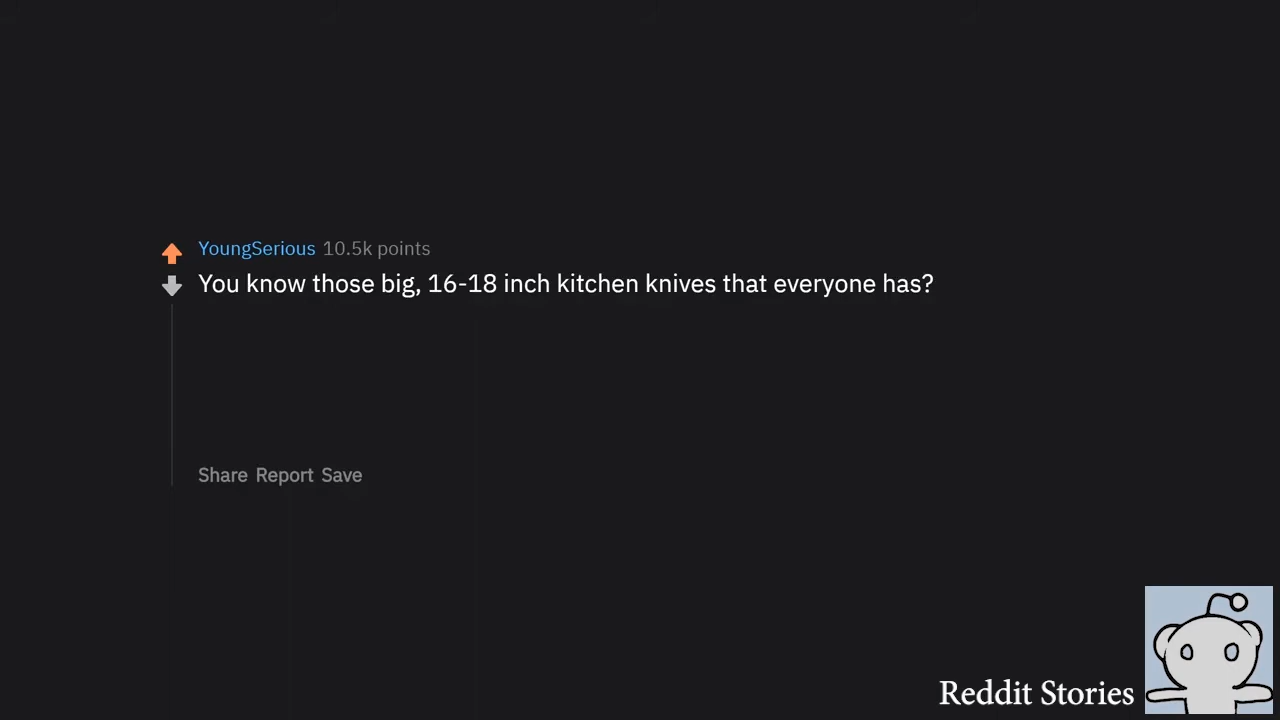 YoungSerious 10.5k points
You know those big, 16-18 inch kitchen knives that everyone has?
Share Report Save
Reddit Stories